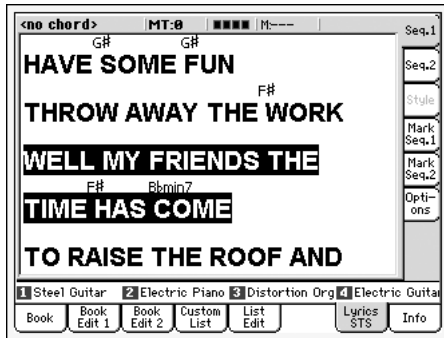 <no chord> MT:0 M:---
G# G#
HAVE SOME FUN
F#
THROW AWAY THE WORK
WELL MY FRIENDS THE
F# Bbmin7
TIME HAS COME
TO RAISE THE ROOF AND
Seq.1
Seq.2
Style
Mark
Seq.1
Mark
Seq.2
Opti-
ons
1 Steel Guitar 2 Electric Piano 3 Distortion Org 4 Electric Guita
Book
Book
Edit 1
Book
Edit 2
Custom
List
List
Edit
Lyrics
STS
Info